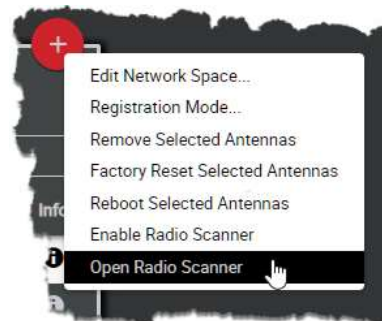 +
Edit Network Space...
Registration Mode...
Remove Selected Antennas
Factory Reset Selected Antennas
Reboot Selected Antennas
Enable Radio Scanner
Info
Open Radio Scanner